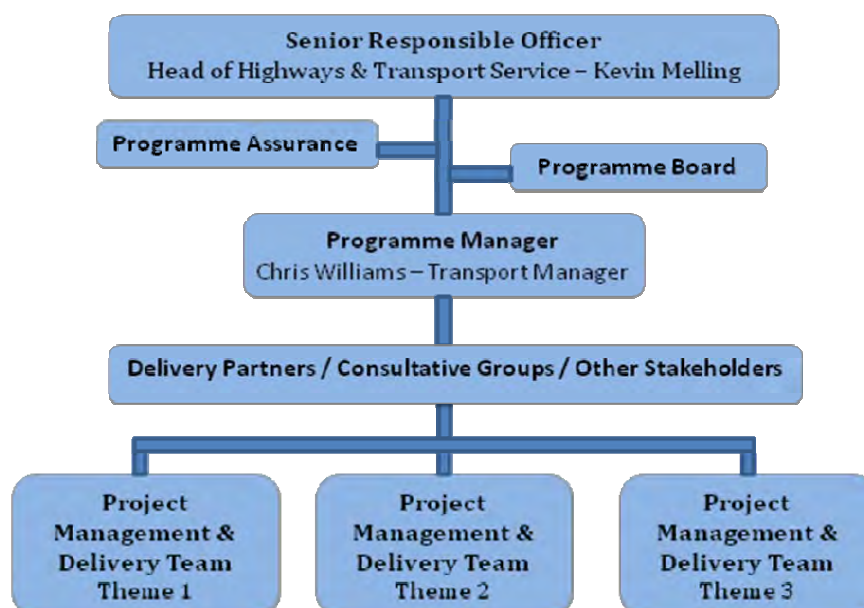 Senior Responsible Officer
Head of Highways & Transport Service – Kevin Melling
Programme Assurance
Programme Board
Programme Manager
Chris Williams – Transport Manager
Delivery Partners / Consultative Groups / Other Stakeholders
Project
Management &
Delivery Team
Theme 1
Project
Management &
Delivery Team
Theme 2
Project
Management &
Delivery Team
Theme 3